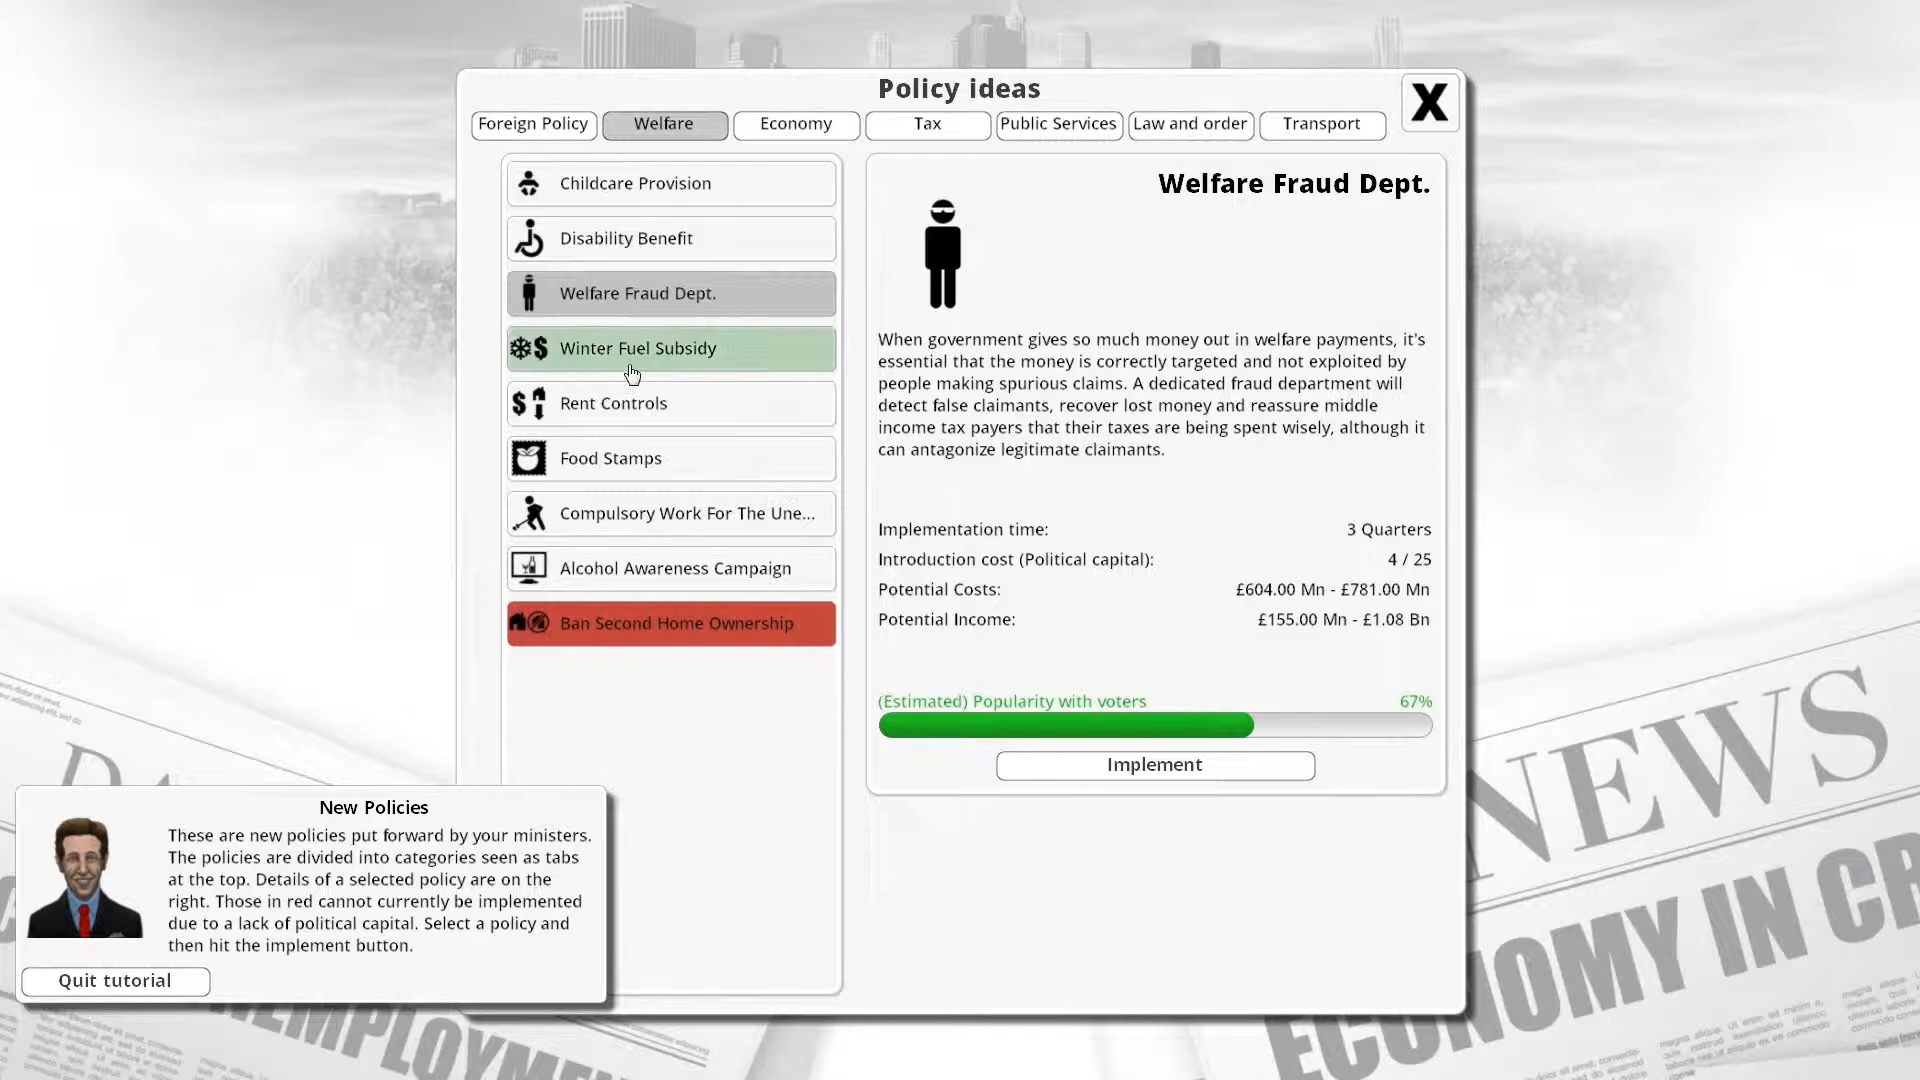 Policy ideas
X
Foreign Policy
Welfare
Economy
Tax
Public Services
Law and order
Transport
Childcare Provision
Disability Benefit
Welfare Fraud Dept.
Winter Fuel Subsidy
Rent Controls
Food Stamps
Compulsory Work For The Une...
Alcohol Awareness Campaign
Ban Second Home Ownership
Welfare Fraud Dept.
When government gives so much money out in welfare payments, it's
essential that the money is correctly targeted and not exploited by
people making spurious claims. A dedicated fraud department will
detect false claimants, recover lost money and reassure middle
income tax payers that their taxes are being spent wisely, although it
can antagonize legitimate claimants.
Implementation time: 3 Quarters
Introduction cost (Political capital): 4 / 25
Potential Costs: £604.00 Mn - £781.00 Mn
Potential Income: £155.00 Mn - £1.08 Bn
(Estimated) Popularity with voters 67%
Implement
New Policies
These are new policies put forward by your ministers.
The policies are divided into categories seen as tabs
at the top. Details of a selected policy are on the
right. Those in red cannot currently be implemented
due to a lack of political capital. Select a policy and
then hit the implement button.
Quit tutorial
NEWS
ECONOMY IN CR